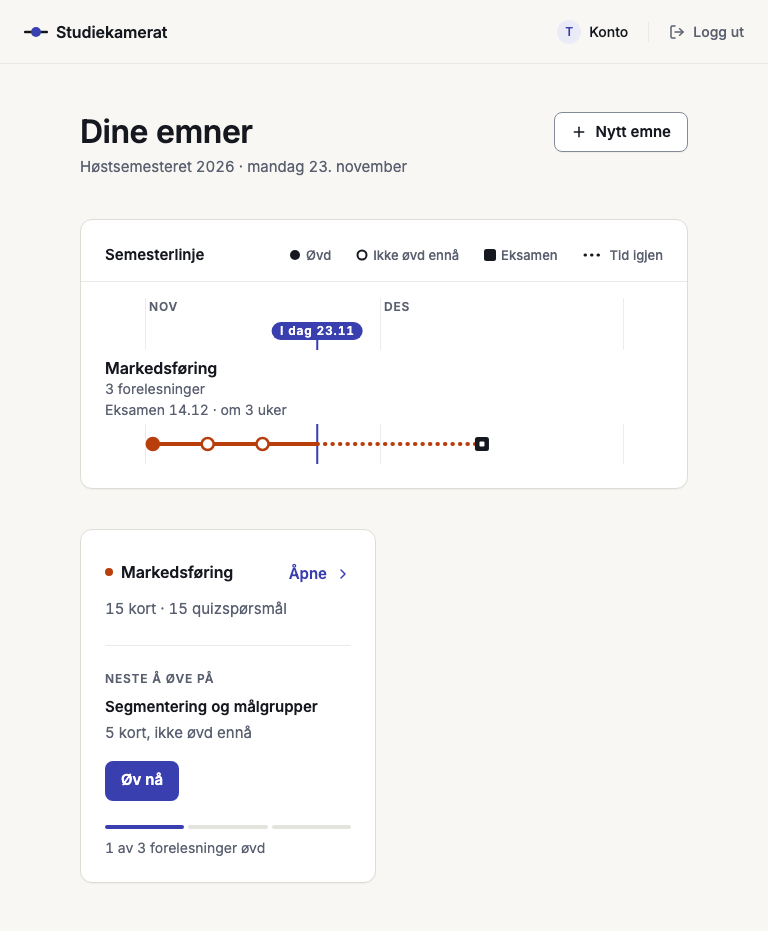 Studiekamerat
T Konto
Logg ut
Dine emner
Nytt emne
Høstsemesteret 2026 · mandag 23. november
Semesterlinje
Øvd
Ikke øvd ennå
Eksamen
Tid igjen
NOV
DES
I dag 23.11
Markedsføring
3 forelesninger
Eksamen 14.12 · om 3 uker
Markedsføring
Åpne
15 kort · 15 quizspørsmål
NESTE Å ØVE PÅ
Segmentering og målgrupper
5 kort, ikke øvd ennå
Øv nå
1 av 3 forelesninger øvd